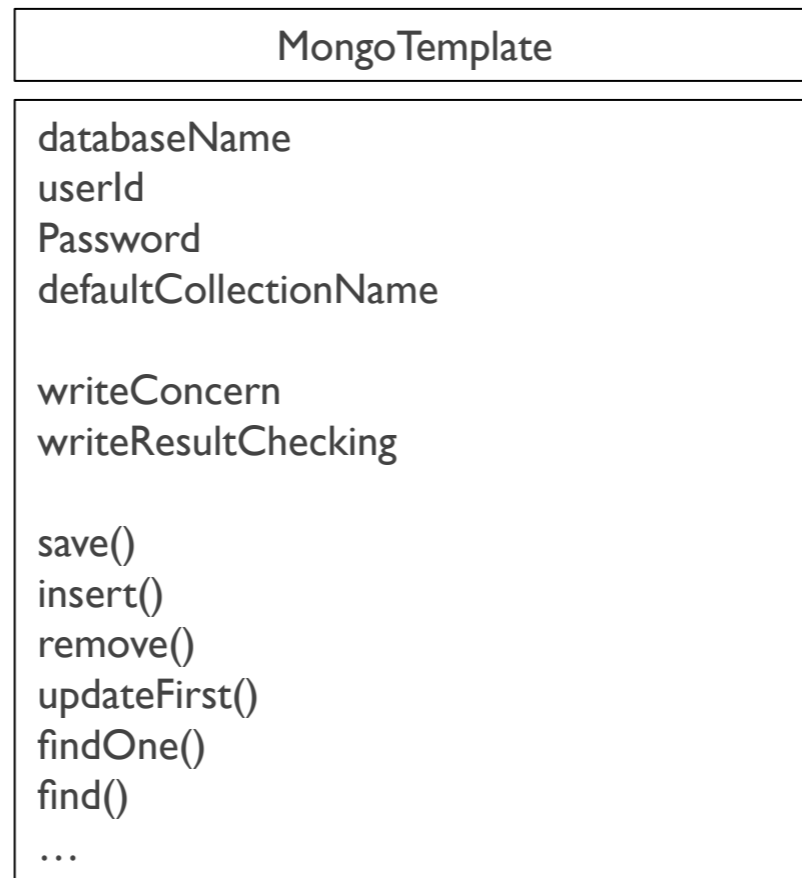 MongoTemplate
databaseName
userId
Password
defaultCollectionName
writeConcern
writeResultChecking
save()
insert()
remove()
updateFirst()
findOne()
find()
…